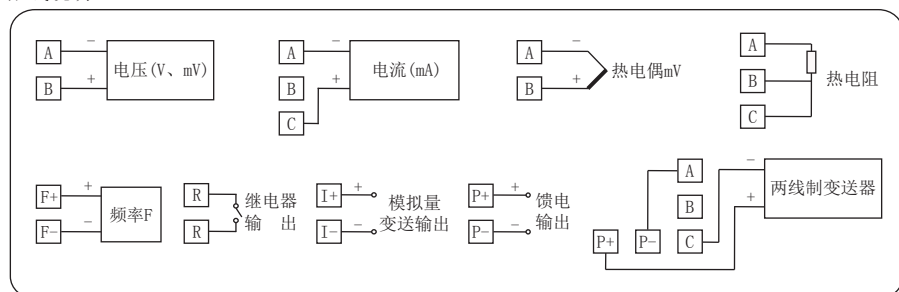 A − 电压(V、mV)
B +
A − 电流(mA)
B +
C
A − 热电偶mV
B +
A
B 热电阻
C
F+ + 频率F
F- −
R 继电器
R 输 出
I+ + 模拟量
I- − 变送输出
P+ + 馈电
P- − 输出
A − 两线制变送器
B +
P+ P- C